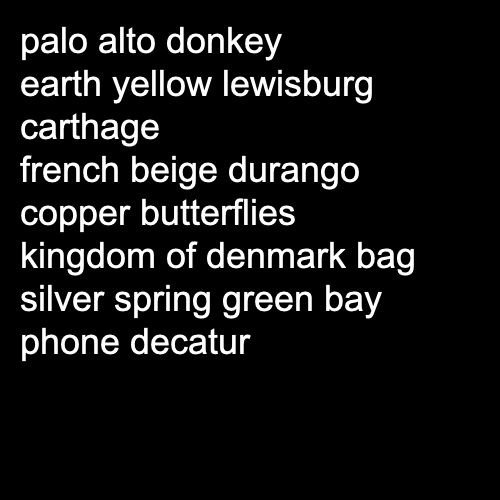 palo alto donkey
earth yellow lewisburg
carthage
french beige durango
copper butterflies
kingdom of denmark bag
silver spring green bay
phone decatur